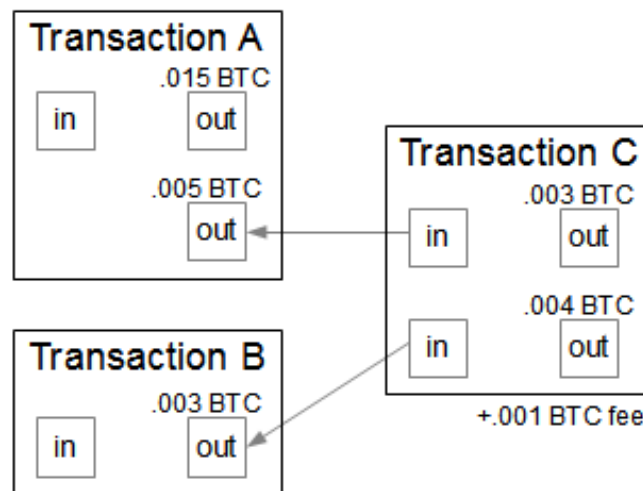 Transaction A
.015 BTC
in
out
.005 BTC
out
Transaction B
.003 BTC
in
out
Transaction C
.003 BTC
in
out
.004 BTC
in
out
+.001 BTC fee